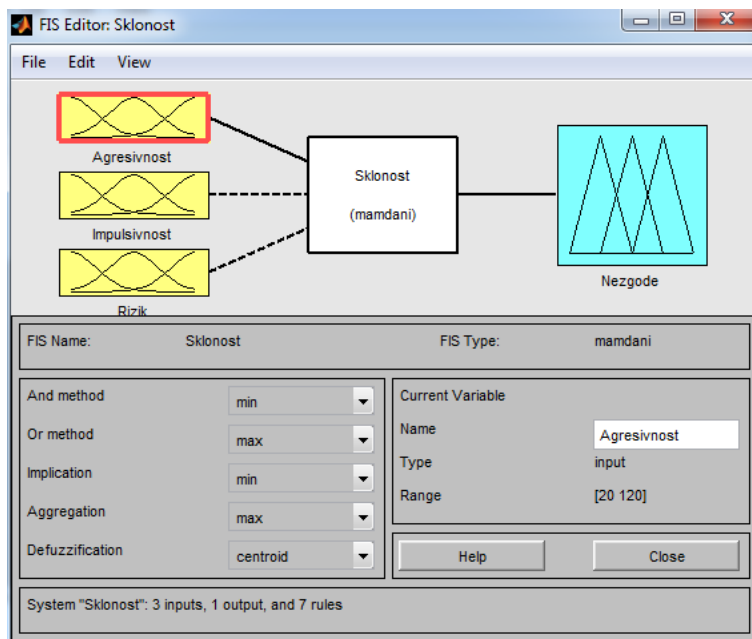 FIS Editor: Sklonost
File Edit View
Agresivnost
Impulsivnost
Rizik
Sklonost
(mamdani)
Nezgode
FIS Name: Sklonost FIS Type: mamdani
And method min
Or method max
Implication min
Aggregation max
Defuzzification centroid
Current Variable
Name Agresivnost
Type input
Range [20 120]
Help Close
System "Sklonost": 3 inputs, 1 output, and 7 rules